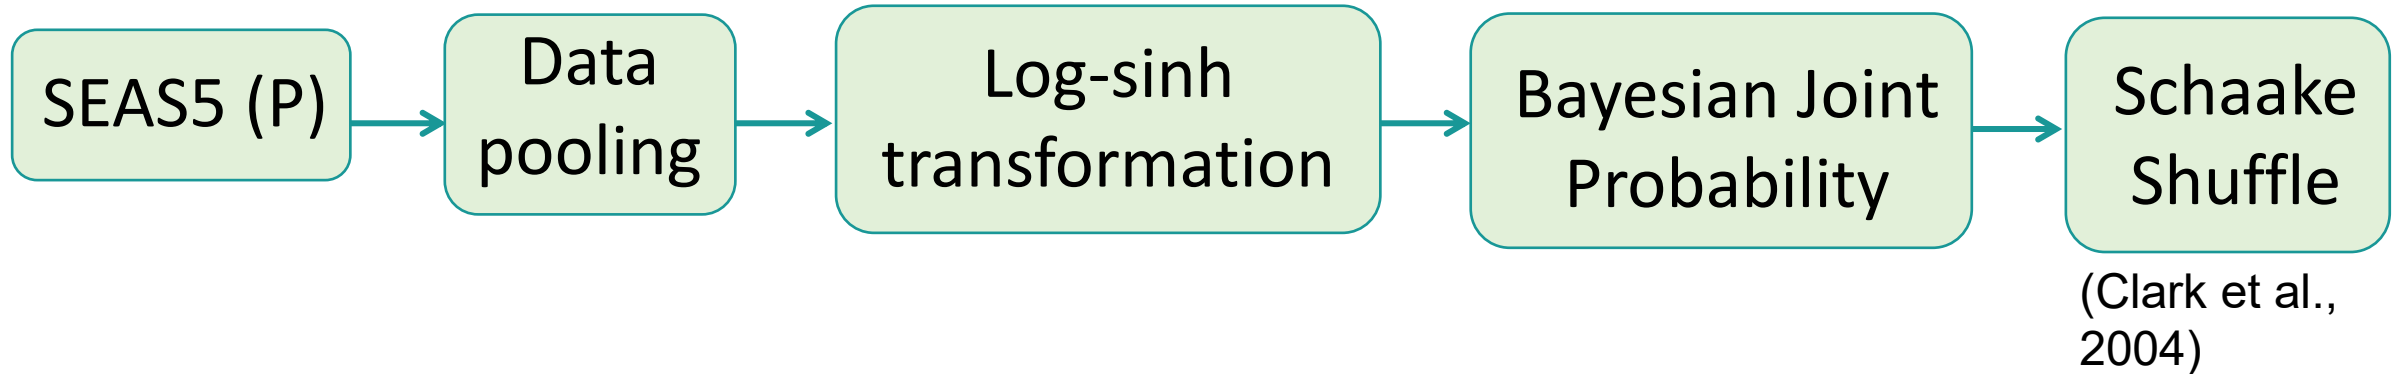 SEAS5 (P)
Data
pooling
Log-sinh
transformation
Bayesian Joint
Probability
Schaake
Shuffle
(Clark et al.,
2004)